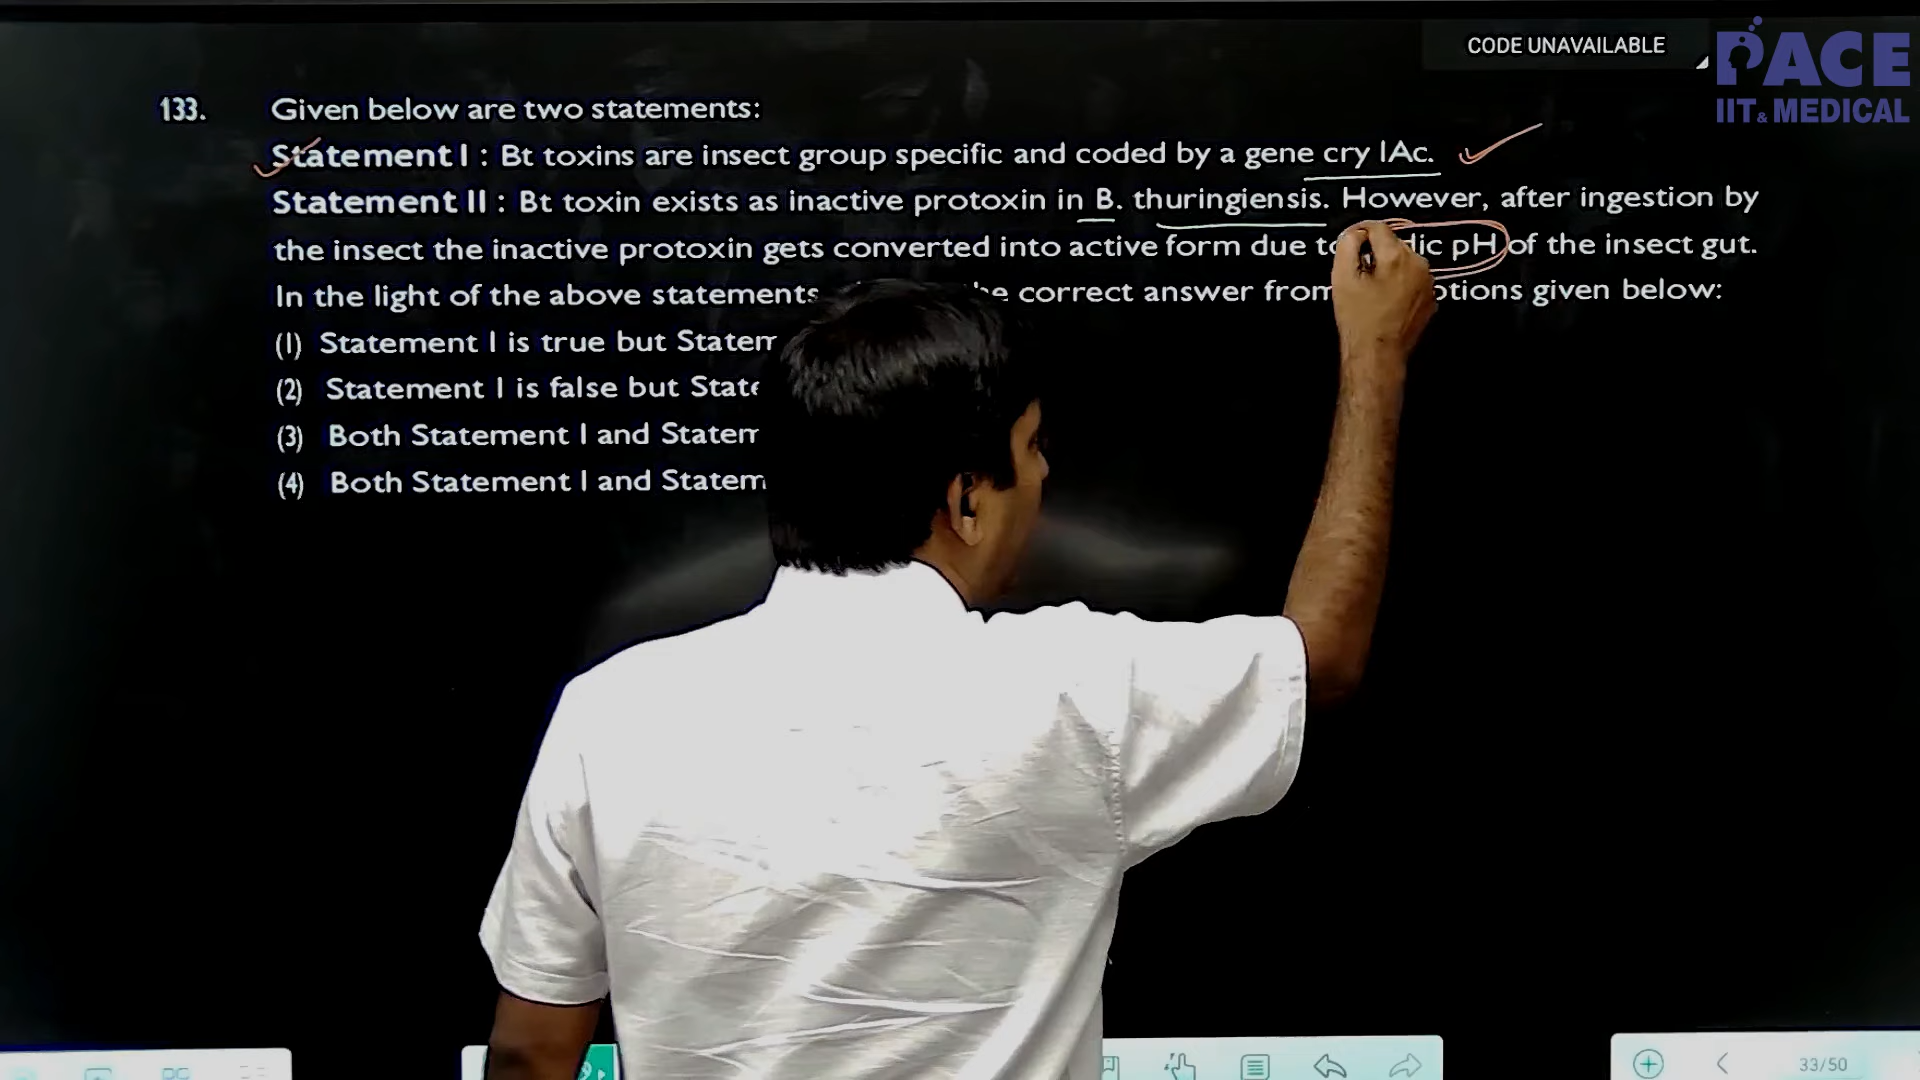 CODE UNAVAILABLE
PACE
IIT & MEDICAL
133. Given below are two statements:
Statement I : Bt toxins are insect group specific and coded by a gene cry IAc.
Statement II : Bt toxin exists as inactive protoxin in B. thuringiensis. However, after ingestion by
the insect the inactive protoxin gets converted into active form due pH of the insect gut.
In the light of the above statements correct answer from given below:
(1) Statement I is true but
(2) Statement I is false but
(3) Both Statement I and
(4) Both Statement I and
33/50